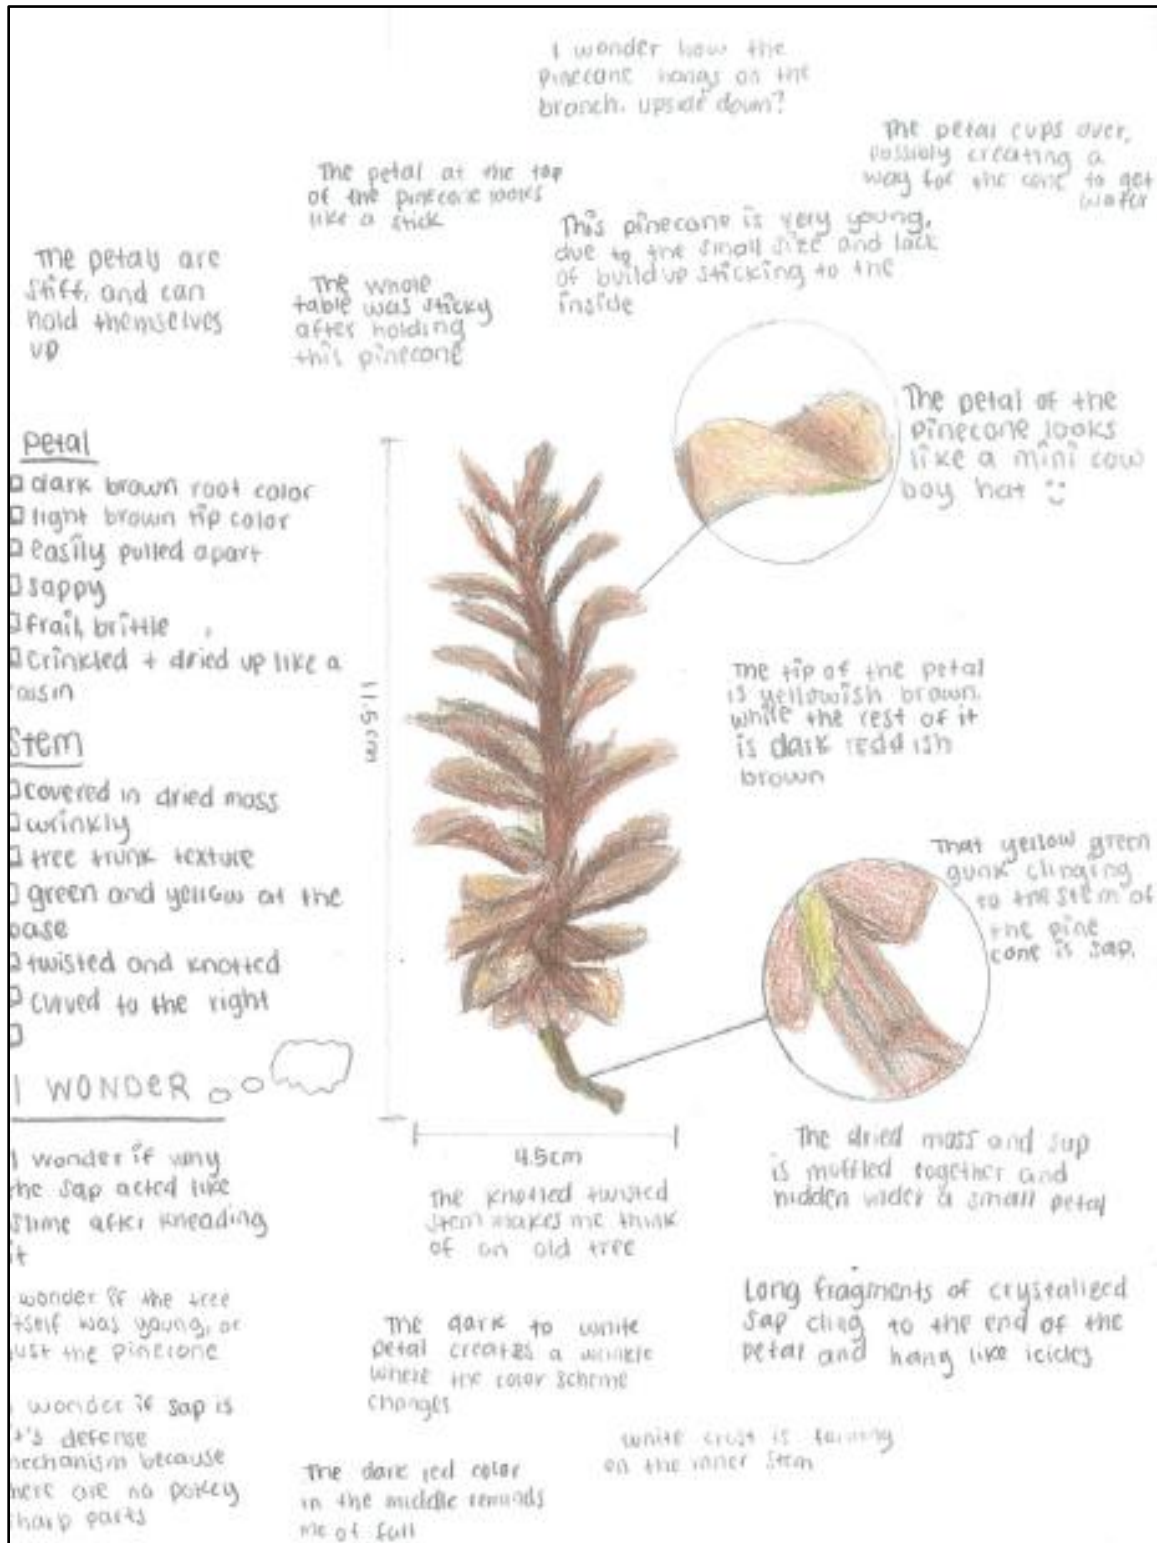 I wonder how the
pinecone hangs on the
branch. upside down?
The petal cups over,
possibly creating a
way for the cone to get
water
The petal at the top
of the pinecone looks
like a stick
This pinecone is very young,
due to the small size and lack
of build up sticking to the
inside
The petals are
stiff, and can
hold themselves
up
The whole
table was sticky
after holding
this pinecone
The petal of the
pinecone looks
like a mini cow
boy hat
petal
dark brown root color
light brown tip color
easily pulled apart
sappy
frail, brittle
crinkled + dried up like a
raisin
11.5cm
The tip of the petal
is yellowish brown.
while the rest of it
is dark reddish
brown
Stem
covered in dried moss
wrinkly
tree trunk texture
green and yellow at the
base
twisted and knotted
curved to the right
That yellow green
gunk clinging
to the stem of
the pine
cone is sap.
I WONDER
I wonder if why
the sap acted like
slime after kneading
it
I wonder if the tree
itself was young, or
just the pinecone
I wonder if sap is
it's defense
mechanism because
there are no pokey
sharp parts
4.5cm
The knotted twisted
stem makes me think
of an old tree
The dried moss and sap
is muffled together and
hidden under a small petal
The dark to white
petal creates a wrinkle
where the color scheme
changes
Long fragments of crystalized
sap cling to the end of the
petal and hang like icicles
The dark red color
in the middle reminds
me of fall
white crust is forming
on the inner stem